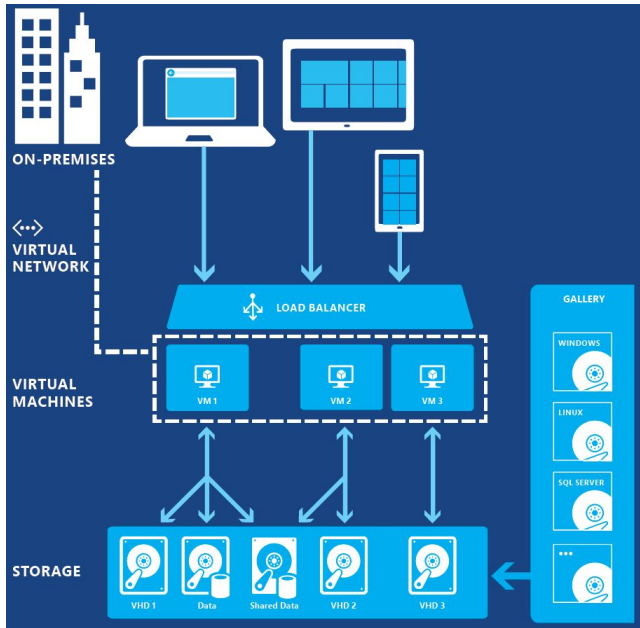 ON-PREMISES
VIRTUAL
NETWORK
LOAD BALANCER
GALLERY
WINDOWS
VIRTUAL
MACHINES
VM 1
VM 2
VM 3
LINUX
SQL SERVER
...
STORAGE
VHD 1
Data
Shared Data
VHD 2
VHD 3